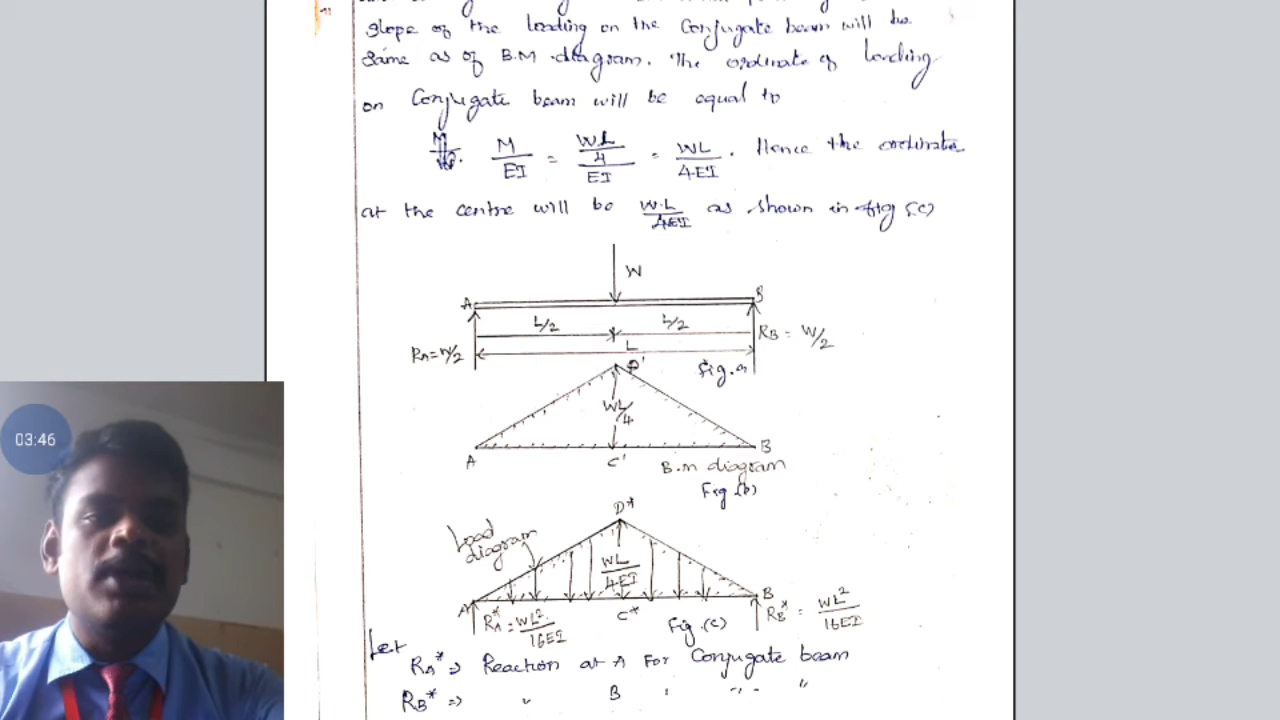 slope of the loading on the Conjugate beam will be
same as of B.M diagram. The ordinate of loading
on Conjugate beam will be equal to
M/EI = (WL/4)/EI = WL/4EI. Hence the ordinate
at the centre will be W.L/4EI as shown in fig (c)
W
A B
L/2 L/2
RA=W/2 L RB = W/2
D' Fig.a
WL/4
A C' B
B.m diagram
Fig (b)
D*
Load
diagram
WL/4EI
A C* B
RA* = WL²/16EI Fig.(c) RB* = WL²/16EI
Let
RA* => Reaction at A For Conjugate beam
RB* => " B " " "
03:46